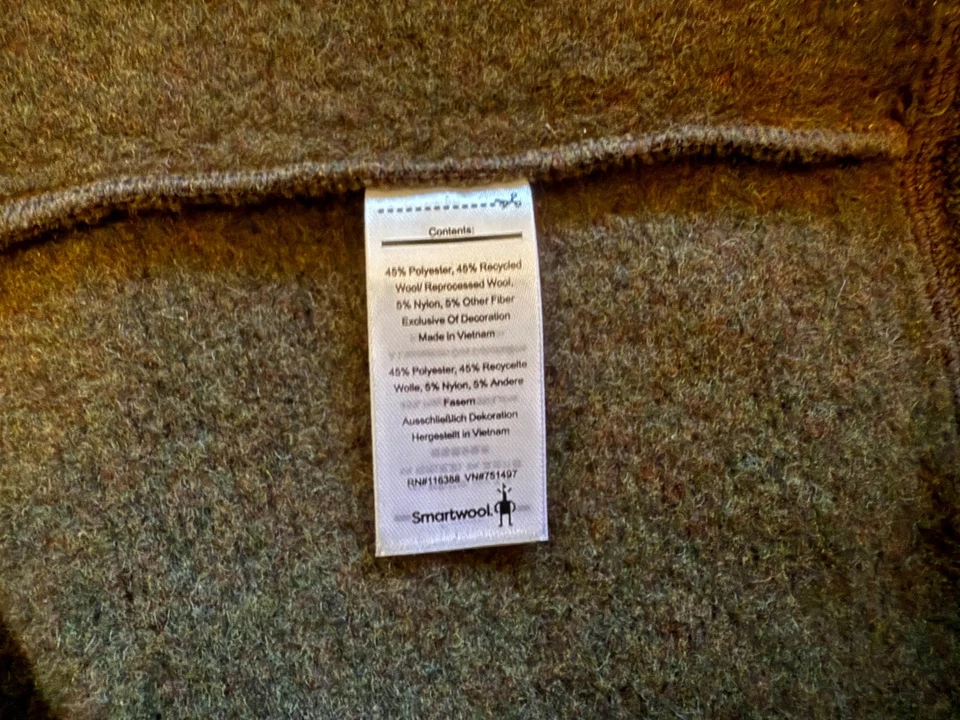 Contents:
45% Polyester, 45% Recycled
Wool/ Reprocessed Wool,
5% Nylon, 5% Other Fiber
Exclusive Of Decoration
Made in Vietnam
45% Polyester, 45% Recycelte
Wolle, 5% Nylon, 5% Andere
Fasern
Ausschließlich Dekoration
Hergestellt in Vietnam
RN#116388 VN#751497
Smartwool.